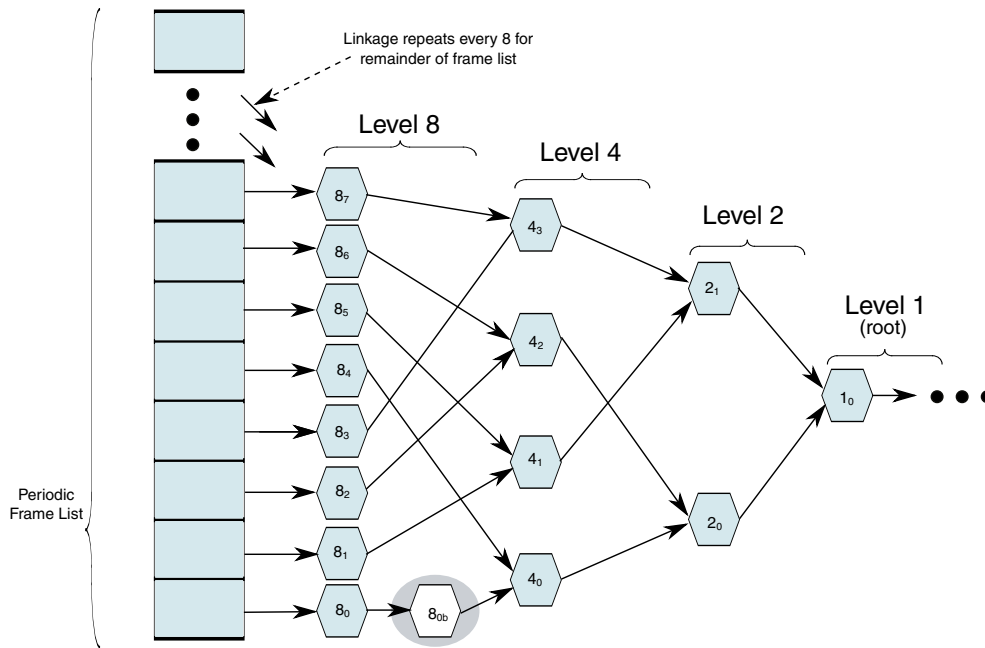 Linkage repeats every 8 for
remainder of frame list
Level 8
Level 4
Level 2
Level 1
(root)
8₇
8₆
8₅
8₄
8₃
8₂
8₁
8₀
8₀b
4₃
4₂
4₁
4₀
2₁
2₀
1₀
Periodic
Frame List